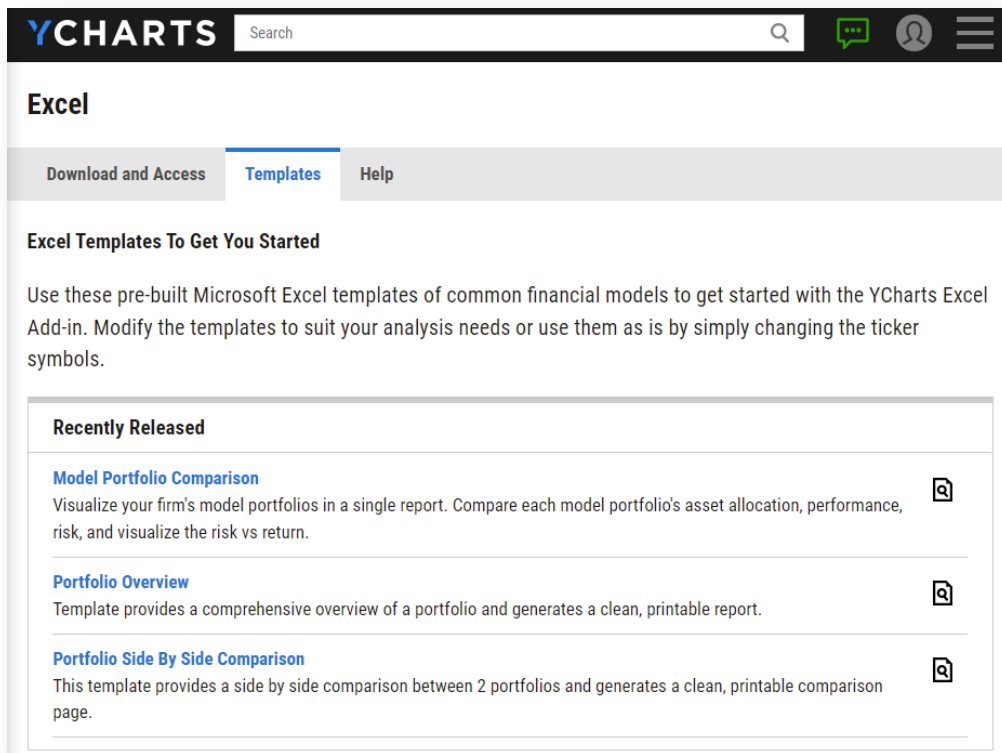 YCHARTS Search
Excel
Download and Access Templates Help
Excel Templates To Get You Started
Use these pre-built Microsoft Excel templates of common financial models to get started with the YCharts Excel
Add-in. Modify the templates to suit your analysis needs or use them as is by simply changing the ticker
symbols.
Recently Released
Model Portfolio Comparison
Visualize your firm's model portfolios in a single report. Compare each model portfolio's asset allocation, performance,
risk, and visualize the risk vs return.
Portfolio Overview
Template provides a comprehensive overview of a portfolio and generates a clean, printable report.
Portfolio Side By Side Comparison
This template provides a side by side comparison between 2 portfolios and generates a clean, printable comparison
page.